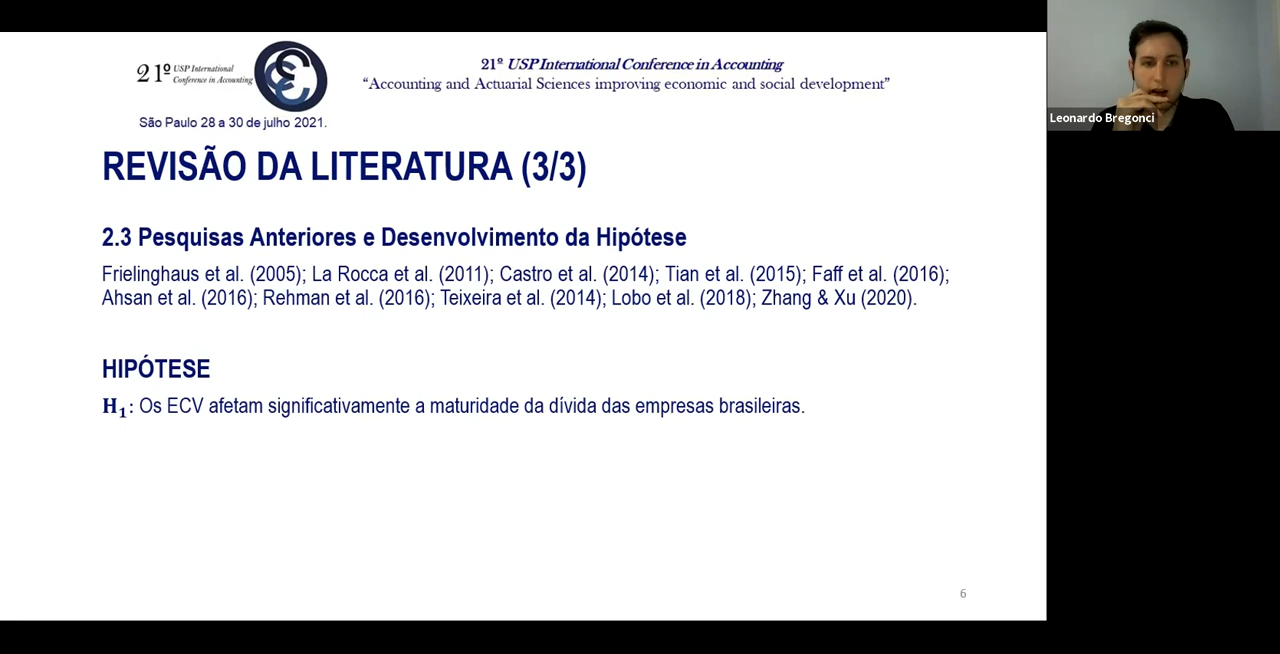 21º USP International
Conference in Accounting
21º USP International Conference in Accounting
“Accounting and Actuarial Sciences improving economic and social development”
São Paulo 28 a 30 de julho 2021.
REVISÃO DA LITERATURA (3/3)
2.3 Pesquisas Anteriores e Desenvolvimento da Hipótese
Frielinghaus et al. (2005); La Rocca et al. (2011); Castro et al. (2014); Tian et al. (2015); Faff et al. (2016);
Ahsan et al. (2016); Rehman et al. (2016); Teixeira et al. (2014); Lobo et al. (2018); Zhang & Xu (2020).
HIPÓTESE
H₁: Os ECV afetam significativamente a maturidade da dívida das empresas brasileiras.
6
Leonardo Bregonci